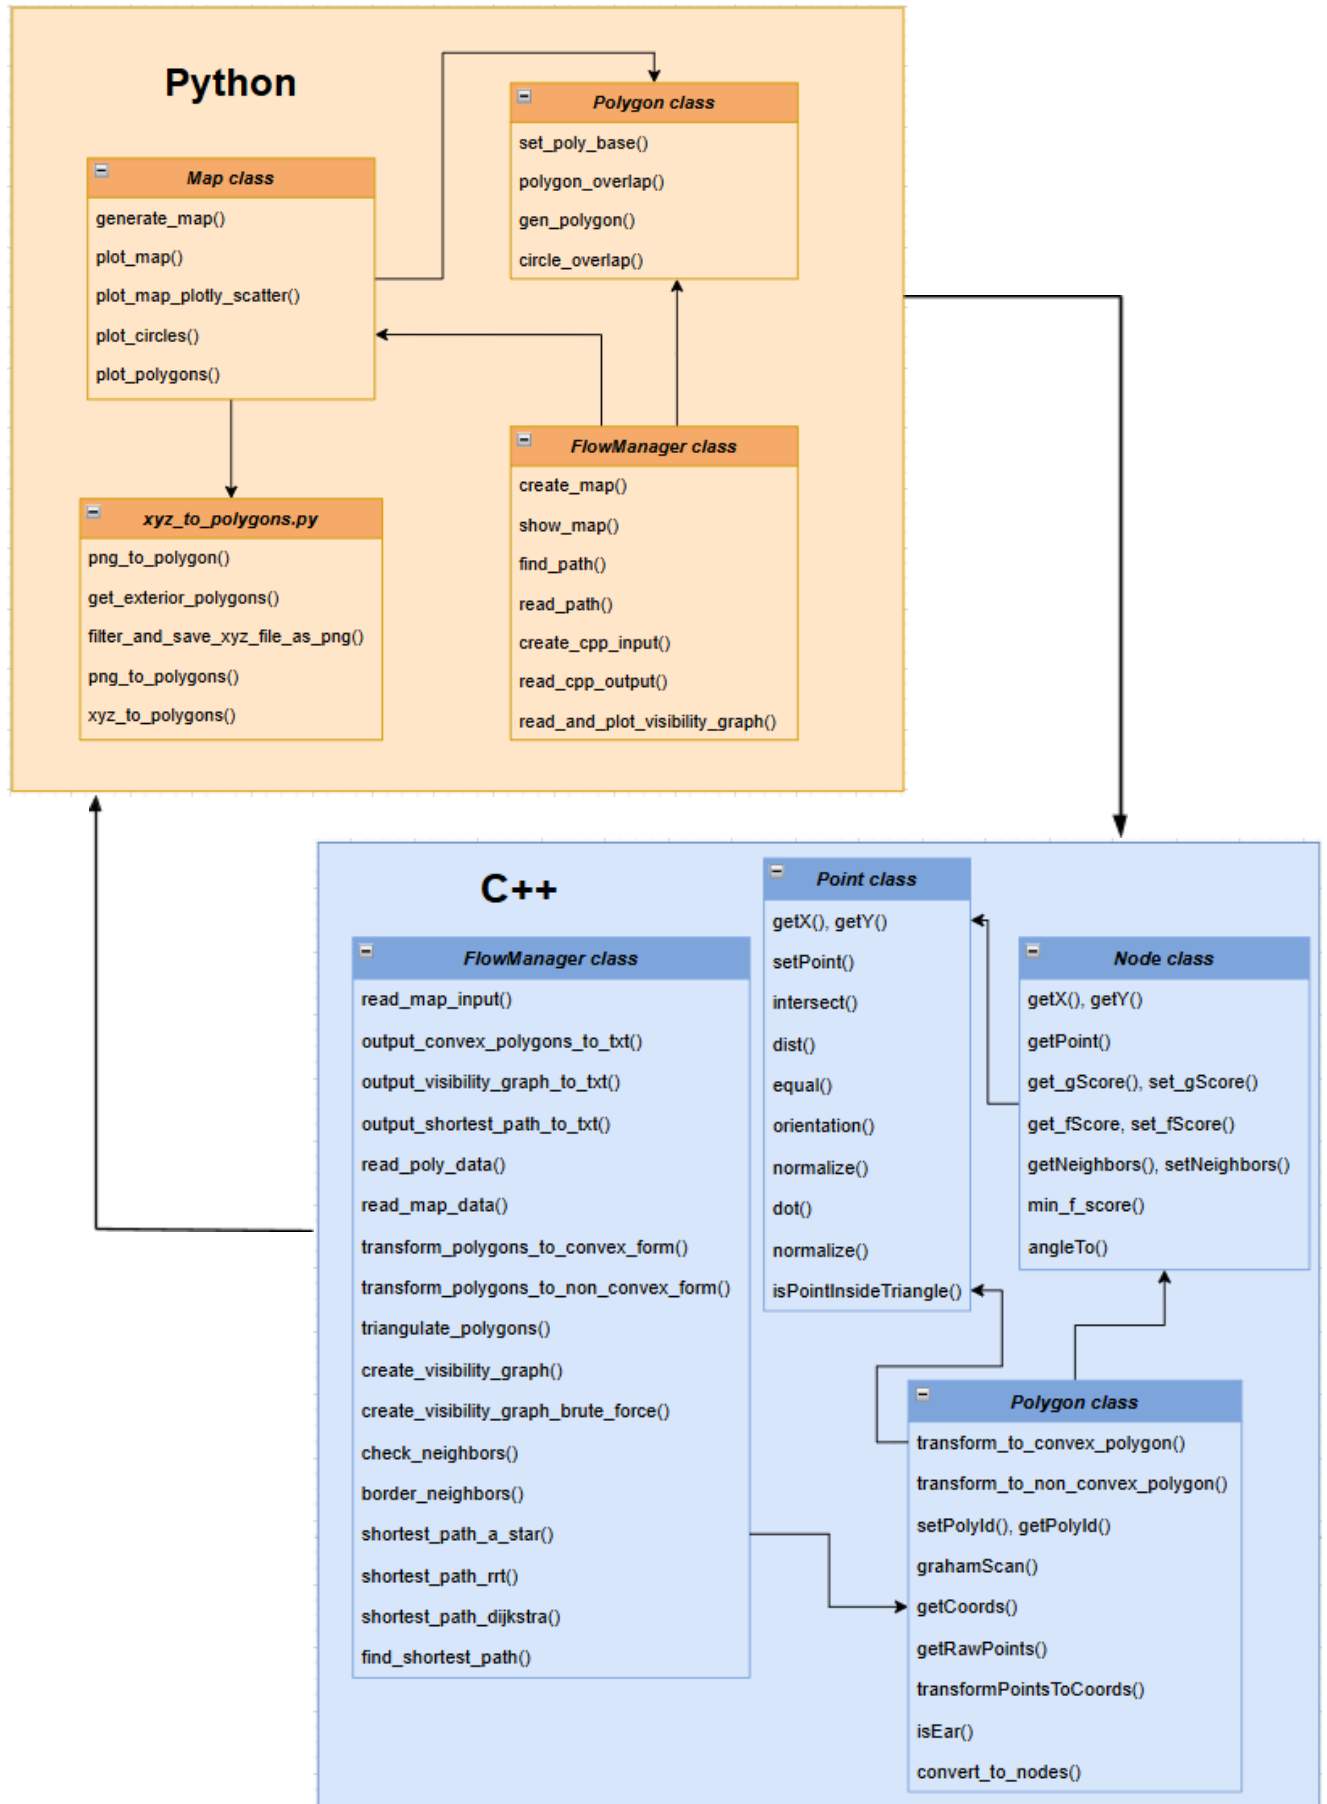 Python
Polygon class
set_poly_base()
polygon_overlap()
gen_polygon()
circle_overlap()
Map class
generate_map()
plot_map()
plot_map_plotly_scatter()
plot_circles()
plot_polygons()
FlowManager class
create_map()
show_map()
find_path()
read_path()
create_cpp_input()
read_cpp_output()
read_and_plot_visibility_graph()
xyz_to_polygons.py
png_to_polygon()
get_exterior_polygons()
filter_and_save_xyz_file_as_png()
png_to_polygons()
xyz_to_polygons()
C++
FlowManager class
read_map_input()
output_convex_polygons_to_txt()
output_visibility_graph_to_txt()
output_shortest_path_to_txt()
read_poly_data()
read_map_data()
transform_polygons_to_convex_form()
transform_polygons_to_non_convex_form()
triangulate_polygons()
create_visibility_graph()
create_visibility_graph_brute_force()
check_neighbors()
border_neighbors()
shortest_path_a_star()
shortest_path_rrt()
shortest_path_dijkstra()
find_shortest_path()
Point class
getX(), getY()
setPoint()
intersect()
dist()
equal()
orientation()
normalize()
dot()
normalize()
isPointInsideTriangle()
Node class
getX(), getY()
getPoint()
get_gScore(), set_gScore()
get_fScore, set_fScore()
getNeighbors(), setNeighbors()
min_f_score()
angleTo()
Polygon class
transform_to_convex_polygon()
transform_to_non_convex_polygon()
setPolyId(), getPolyId()
grahamScan()
getCoords()
getRawPoints()
transformPointsToCoords()
isEar()
convert_to_nodes()